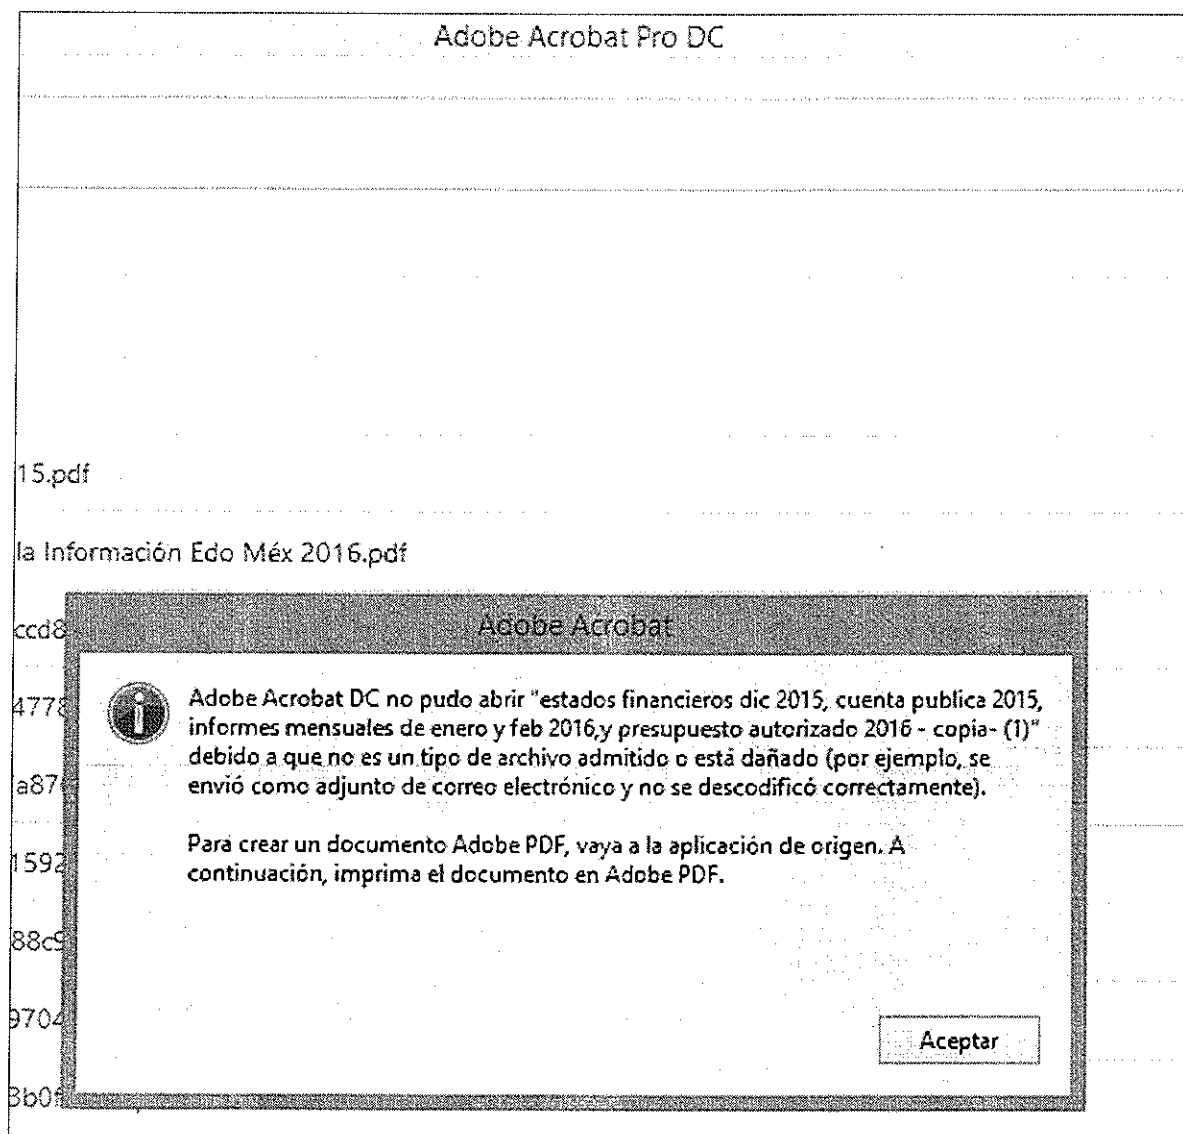 Adobe Acrobat Pro DC
15.pdf
la Información Edo Méx 2016.pdf
ccd8
Adobe Acrobat
4778
Adobe Acrobat DC no pudo abrir "estados financieros dic 2015, cuenta publica 2015,
informes mensuales de enero y feb 2016,y presupuesto autorizado 2016 - copia- (1)"
debido a que no es un tipo de archivo admitido o está dañado (por ejemplo, se
envió como adjunto de correo electrónico y no se descodificó correctamente).
a87
Para crear un documento Adobe PDF, vaya a la aplicación de origen. A
continuación, imprima el documento en Adobe PDF.
1592
88c9
9704
Aceptar
3b0f